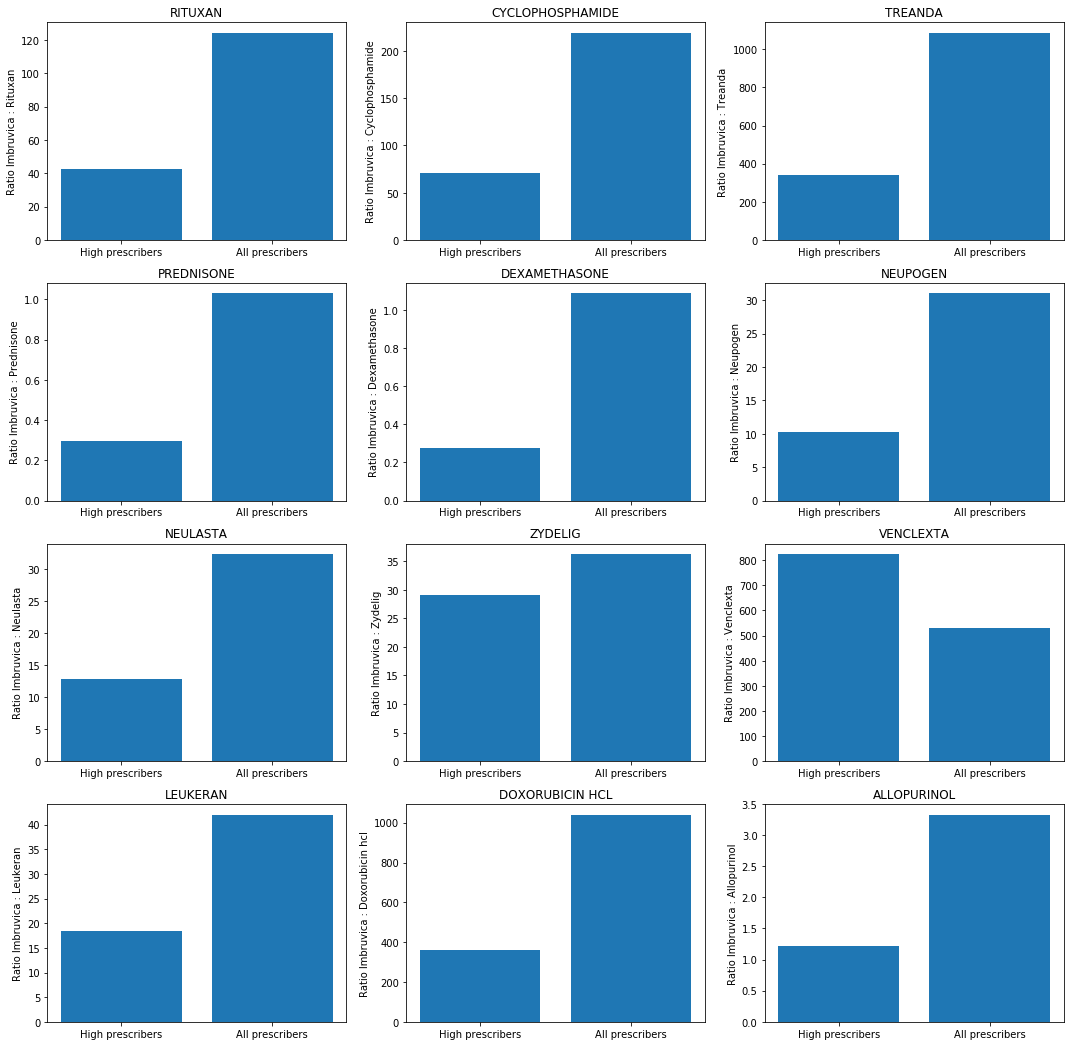 RITUXAN
Ratio Imbruvica : Rituxan
120
100
80
60
40
20
0
High prescribers
All prescribers
CYCLOPHOSPHAMIDE
Ratio Imbruvica : Cyclophosphamide
200
150
100
50
0
High prescribers
All prescribers
TREANDA
Ratio Imbruvica : Treanda
1000
800
600
400
200
0
High prescribers
All prescribers
PREDNISONE
Ratio Imbruvica : Prednisone
1.0
0.8
0.6
0.4
0.2
0.0
High prescribers
All prescribers
DEXAMETHASONE
Ratio Imbruvica : Dexamethasone
1.0
0.8
0.6
0.4
0.2
0.0
High prescribers
All prescribers
NEUPOGEN
Ratio Imbruvica : Neupogen
30
25
20
15
10
5
0
High prescribers
All prescribers
NEULASTA
Ratio Imbruvica : Neulasta
30
25
20
15
10
5
0
High prescribers
All prescribers
ZYDELIG
Ratio Imbruvica : Zydelig
35
30
25
20
15
10
5
0
High prescribers
All prescribers
VENCLEXTA
Ratio Imbruvica : Venclexta
800
700
600
500
400
300
200
100
0
High prescribers
All prescribers
LEUKERAN
Ratio Imbruvica : Leukeran
40
35
30
25
20
15
10
5
0
High prescribers
All prescribers
DOXORUBICIN HCL
Ratio Imbruvica : Doxorubicin hcl
1000
800
600
400
200
0
High prescribers
All prescribers
ALLOPURINOL
Ratio Imbruvica : Allopurinol
3.5
3.0
2.5
2.0
1.5
1.0
0.5
0.0
High prescribers
All prescribers